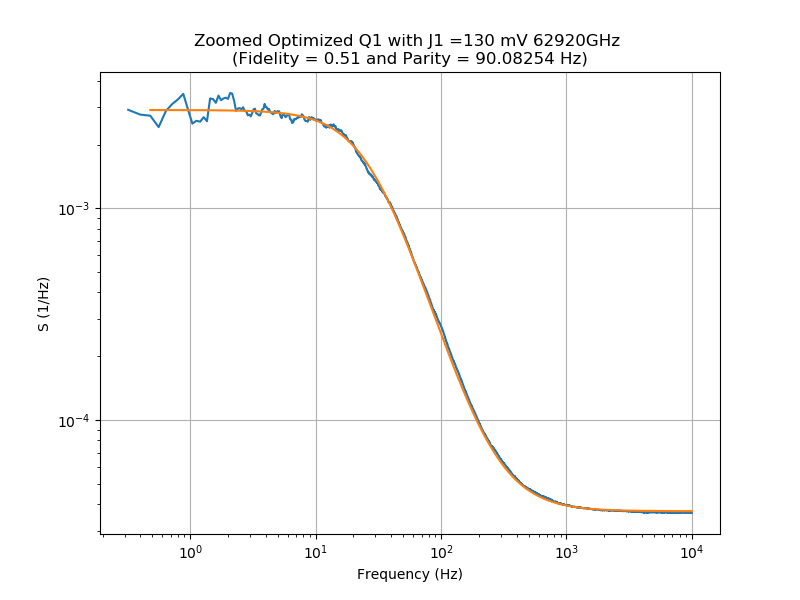 Zoomed Optimized Q1 with J1 =130 mV 62920GHz
(Fidelity = 0.51 and Parity = 90.08254 Hz)
S (1/Hz)
10⁻³
10⁻⁴
10⁰ 10¹ 10² 10³ 10⁴
Frequency (Hz)